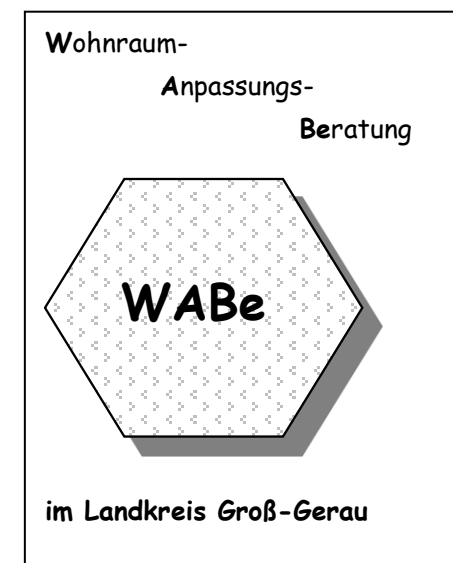 Wohnraum-
Anpassungs-
Beratung
WABe
im Landkreis Groß-Gerau